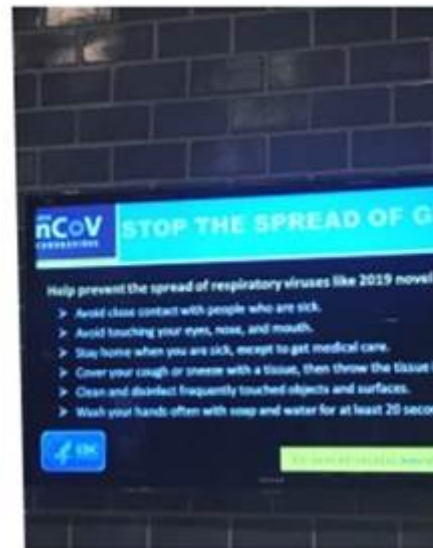 nCoV
CORONAVIRUS
STOP THE SPREAD OF G
Help prevent the spread of respiratory viruses like 2019 novel
➤ Avoid close contact with people who are sick.
➤ Avoid touching your eyes, nose, and mouth.
➤ Stay home when you are sick, except to get medical care.
➤ Cover your cough or sneeze with a tissue, then throw the tissue
➤ Clean and disinfect frequently touched objects and surfaces.
➤ Wash your hands often with soap and water for at least 20 secon
CDC